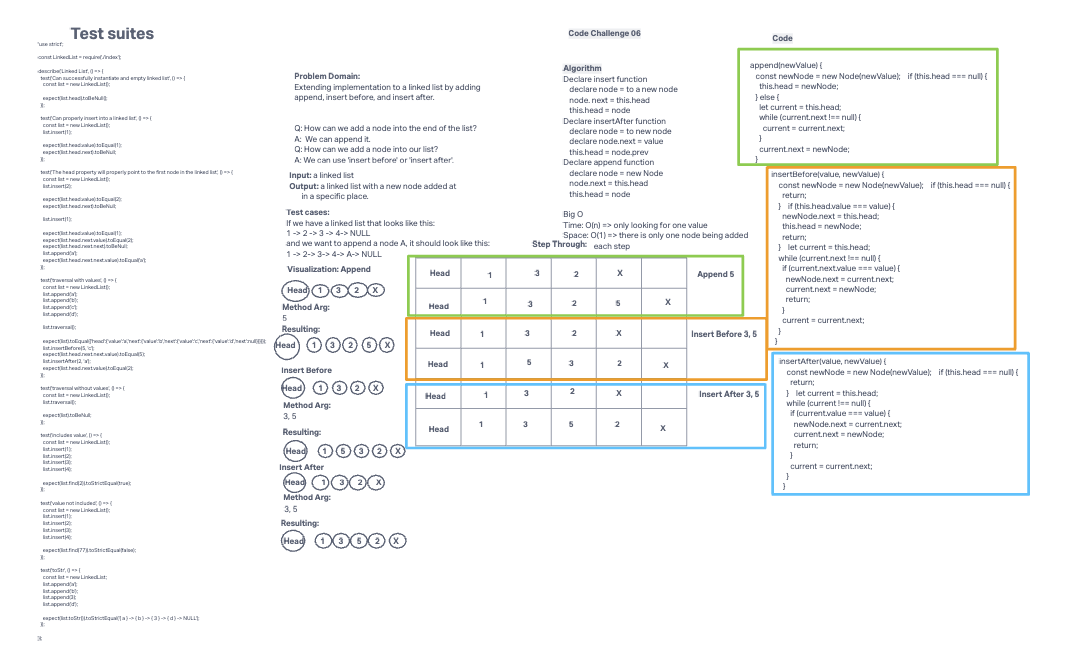 Test suites
'use strict';
const LinkedList = require('./index');
describe('Linked List', () => {
test('Can successfully instantiate and empty linked list', () => {
const list = new LinkedList();
expect(list.head).toBeNull();
});
test('Can properly insert into a linked list', () => {
const list = new LinkedList();
list.insert(1);
expect(list.head.value).toEqual(1);
expect(list.head.next).toBeNull;
});
test('The head property will properly point to the first node in the linked list', () => {
const list = new LinkedList();
list.insert(2);
expect(list.head.value).toEqual(2);
expect(list.head.next).toBeNull;
list.insert(1);
expect(list.head.value).toEqual(1);
expect(list.head.next.value).toEqual(2);
expect(list.head.next.next).toBeNull;
list.append('a');
expect(list.head.next.next.value).toEqual('a');
});
test('traversal with values', () => {
const list = new LinkedList();
list.append('a');
list.append('b');
list.append('c');
list.append('d');
list.traversal();
expect(list).toEqual({"head":{"value":"a","next":{"value":"b","next":{"value":"c","next":{"value":"d","next":null}}}}});
list.insertBefore(5, 'c');
expect(list.head.next.next.value).toEqual(5);
list.insertAfter(2, 'a');
expect(list.head.next.value).toEqual(2);
});
test('traversal without values', () => {
const list = new LinkedList();
list.traversal();
expect(list).toBeNull;
});
test('includes value', () => {
const list = new LinkedList();
list.insert(1);
list.insert(2);
list.insert(3);
list.insert(4);
expect(list.find(2)).toStrictEqual(true);
});
test('value not included', () => {
const list = new LinkedList();
list.insert(1);
list.insert(2);
list.insert(3);
list.insert(4);
expect(list.find(77)).toStrictEqual(false);
});
test('toStr', () => {
const list = new LinkedList;
list.append('a');
list.append('b');
list.append(3);
list.append('d');
expect(list.toStr()).toStrictEqual('{ a } -> { b } -> { 3 } -> { d } -> NULL');
});
});
Problem Domain:
Extending implementation to a linked list by adding
append, insert before, and insert after.
Q: How can we add a node into the end of the list?
A: We can append it.
Q: How can we add a node into our list?
A: We can use 'insert before' or 'insert after'.
Input: a linked list
Output: a linked list with a new node added at
in a specific place.
Test cases:
If we have a linked list that looks like this:
1 -> 2 -> 3 -> 4-> NULL
and we want to append a node A, it should look like this:
1 -> 2-> 3-> 4-> A-> NULL
Visualization: Append
Head 1 3 2 X
Method Arg:
5
Resulting:
Head 1 3 2 5 X
Insert Before
Head 1 3 2 X
Method Arg:
3, 5
Resulting:
Head 1 5 3 2 X
Insert After
Head 1 3 2 X
Method Arg:
3, 5
Resulting:
Head 1 3 5 2 X
Code Challenge 06
Algorithm
Declare insert function
declare node = to a new node
node. next = this.head
this.head = node
Declare insertAfter function
declare node = to new node
declare node.next = value
this.head = node.prev
Declare append function
declare node = new Node
node.next = this.head
this.head = this.head
Big O
Time: O(n) => only looking for one value
Space: O(1) => there is only one node being added
each step
Step Through:
Head 1 3 2 X Append 5
Head 1 3 2 5 X
Head 1 3 2 X Insert Before 3, 5
Head 1 5 3 2 X
Head 1 3 2 X Insert After 3, 5
Head 1 3 5 2 X
Code
append(newValue) {
const newNode = new Node(newValue); if (this.head === null) {
this.head = newNode;
} else {
let current = this.head;
while (current.next !== null) {
current = current.next;
}
current.next = newNode;
}
insertBefore(value, newValue) {
const newNode = new Node(newValue); if (this.head === null) {
return;
} if (this.head.value === value) {
newNode.next = this.head;
this.head = newNode;
return;
} let current = this.head;
while (current.next !== null) {
if (current.next.value === value) {
newNode.next = current.next;
current.next = newNode;
return;
}
current = current.next;
}
}
insertAfter(value, newValue) {
const newNode = new Node(newValue); if (this.head === null) {
return;
} let current = this.head;
while (current !== null) {
if (current.value === value) {
newNode.next = current.next;
current.next = newNode;
return;
}
current = current.next;
}
}